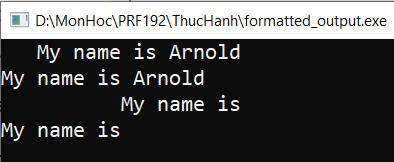 D:\MonHoc\PRF192\ThucHanh\formatted_output.exe
   My name is Arnold
My name is Arnold
          My name is
My name is